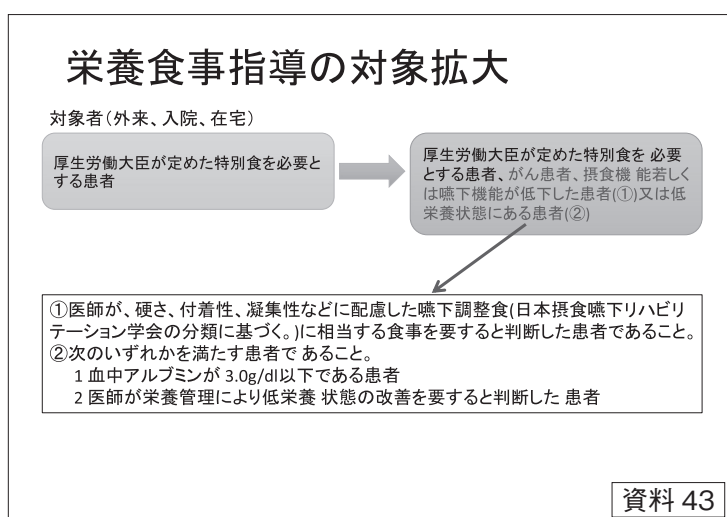 栄養食事指導の対象拡大
対象者(外来、入院、在宅)
厚生労働大臣が定めた特別食を必要と
する患者
厚生労働大臣が定めた特別食を 必要
とする患者、がん患者、摂食機 能若しく
は嚥下機能が低下した患者(①)又は低
栄養状態にある患者(②)
①医師が、硬さ、付着性、凝集性などに配慮した嚥下調整食(日本摂食嚥下リハビリ
テーション学会の分類に基づく。)に相当する食事を要すると判断した患者であること。
②次のいずれかを満たす患者で あること。
1 血中アルブミンが 3.0g/dl以下である患者
2 医師が栄養管理により低栄養 状態の改善を要すると判断した 患者
資料 43